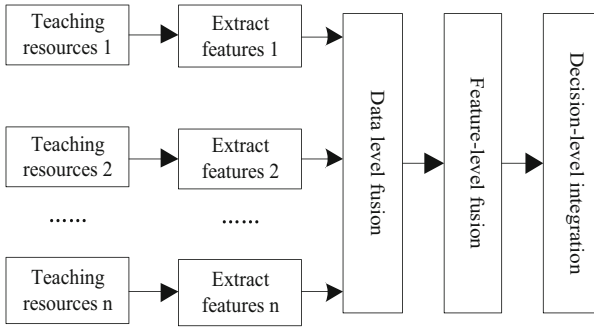 Teaching
resources 1
Extract
features 1
Teaching
resources 2
Extract
features 2
......
......
Teaching
resources n
Extract
features n
Data level fusion
Feature-level fusion
Decision-level integration